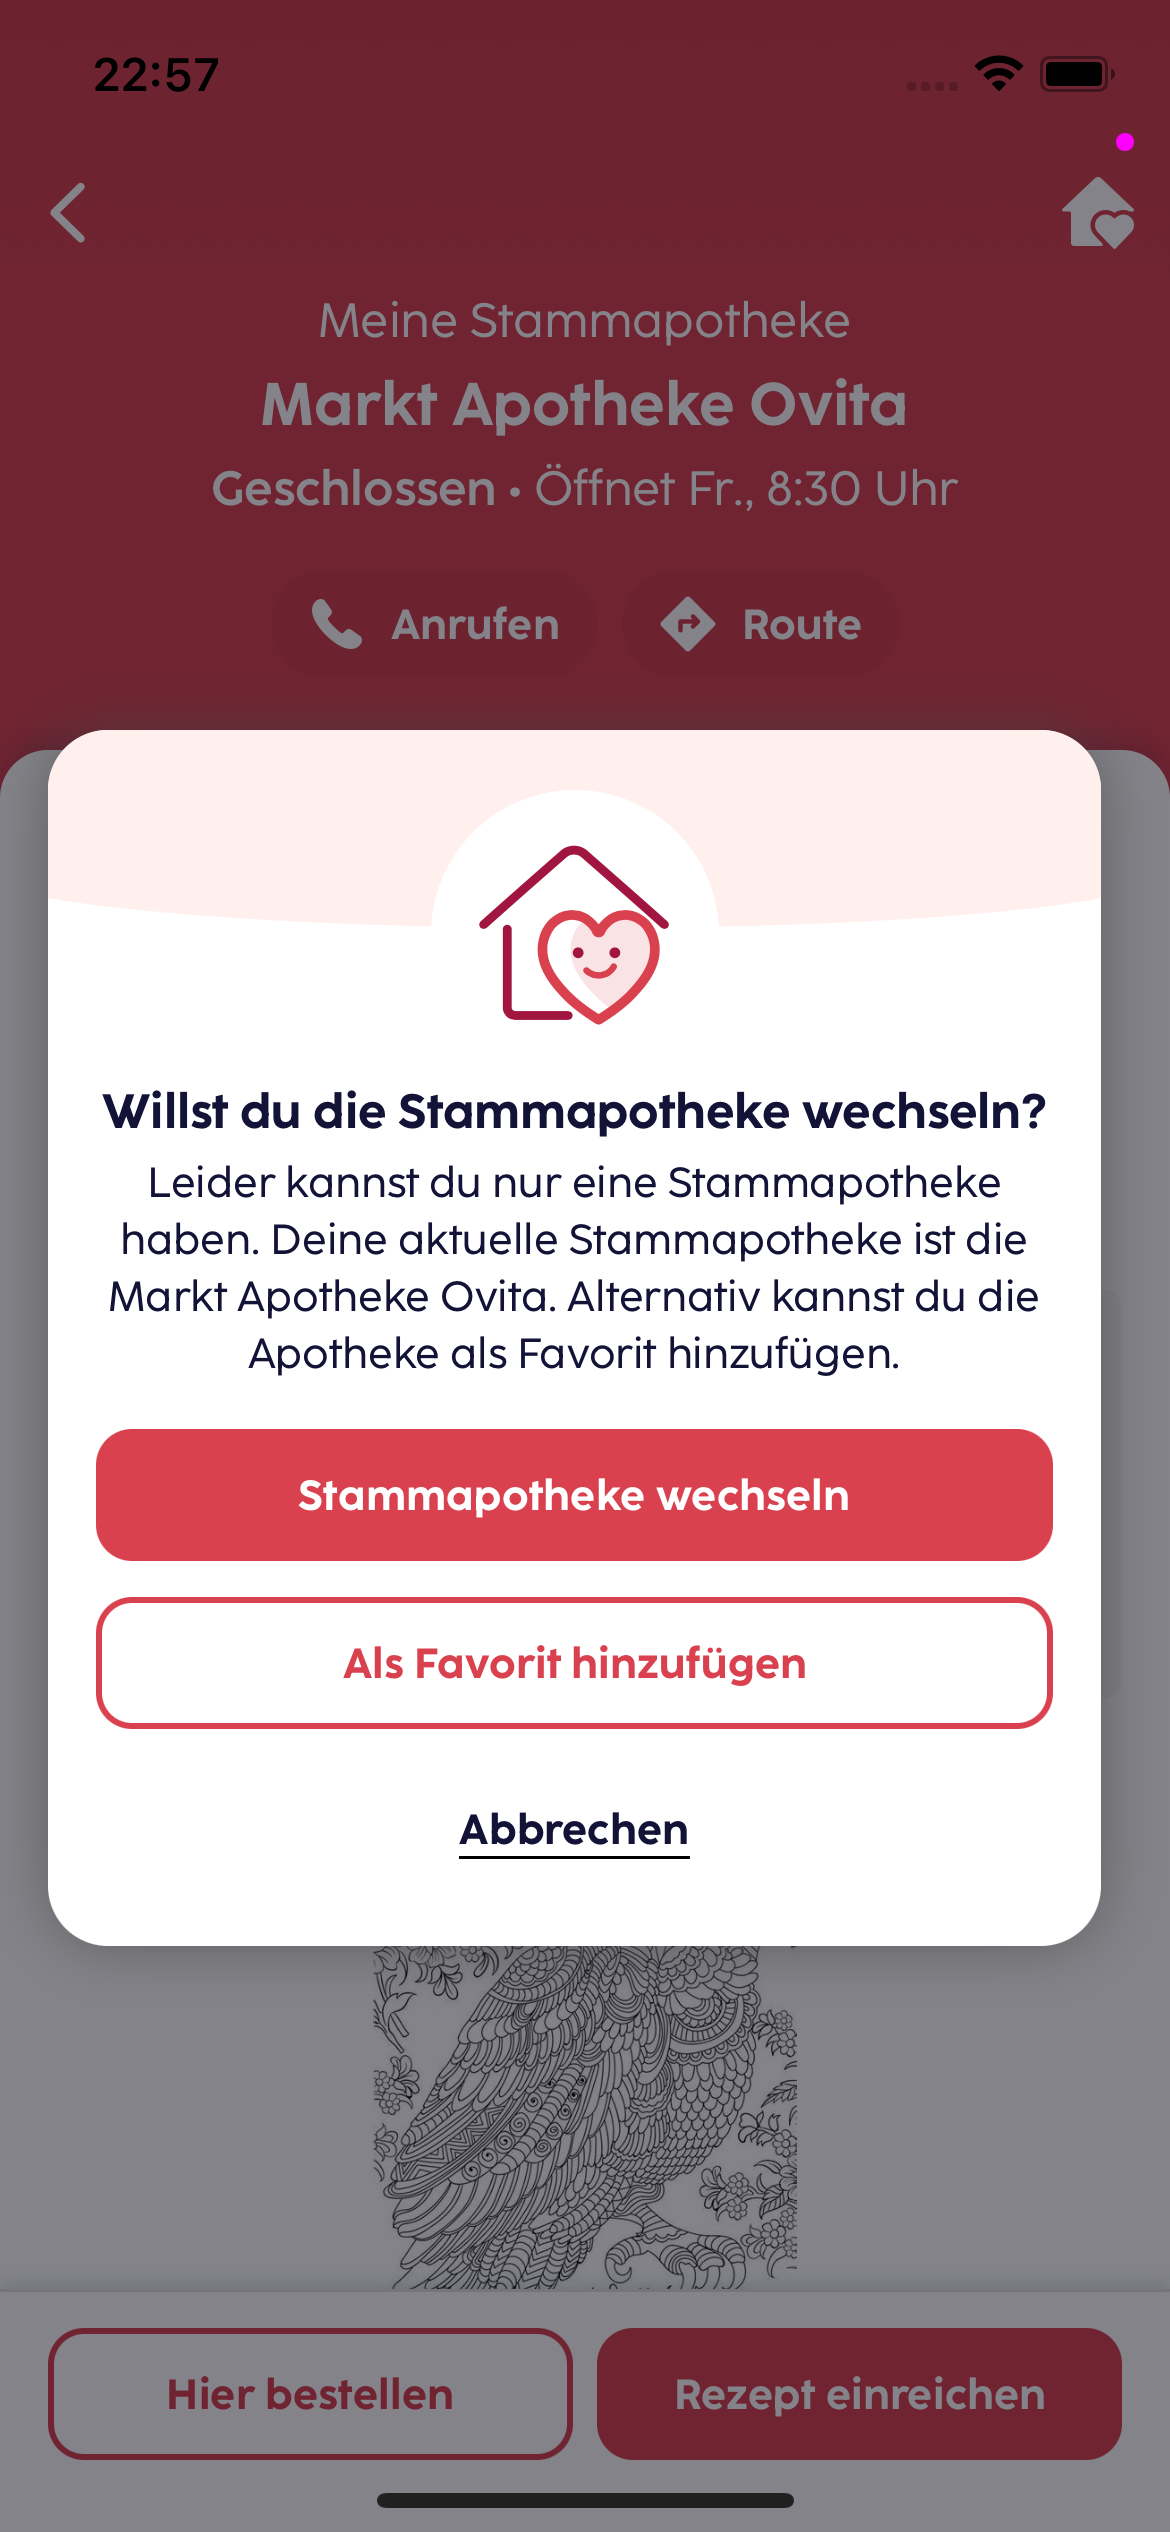 22:57
Meine Stammapotheke
Markt Apotheke Ovita
Geschlossen • Öffnet Fr., 8:30 Uhr
Anrufen
Route
Willst du die Stammapotheke wechseln?
Leider kannst du nur eine Stammapotheke
haben. Deine aktuelle Stammapotheke ist die
Markt Apotheke Ovita. Alternativ kannst du die
Apotheke als Favorit hinzufügen.
Stammapotheke wechseln
Als Favorit hinzufügen
Abbrechen
Hier bestellen
Rezept einreichen